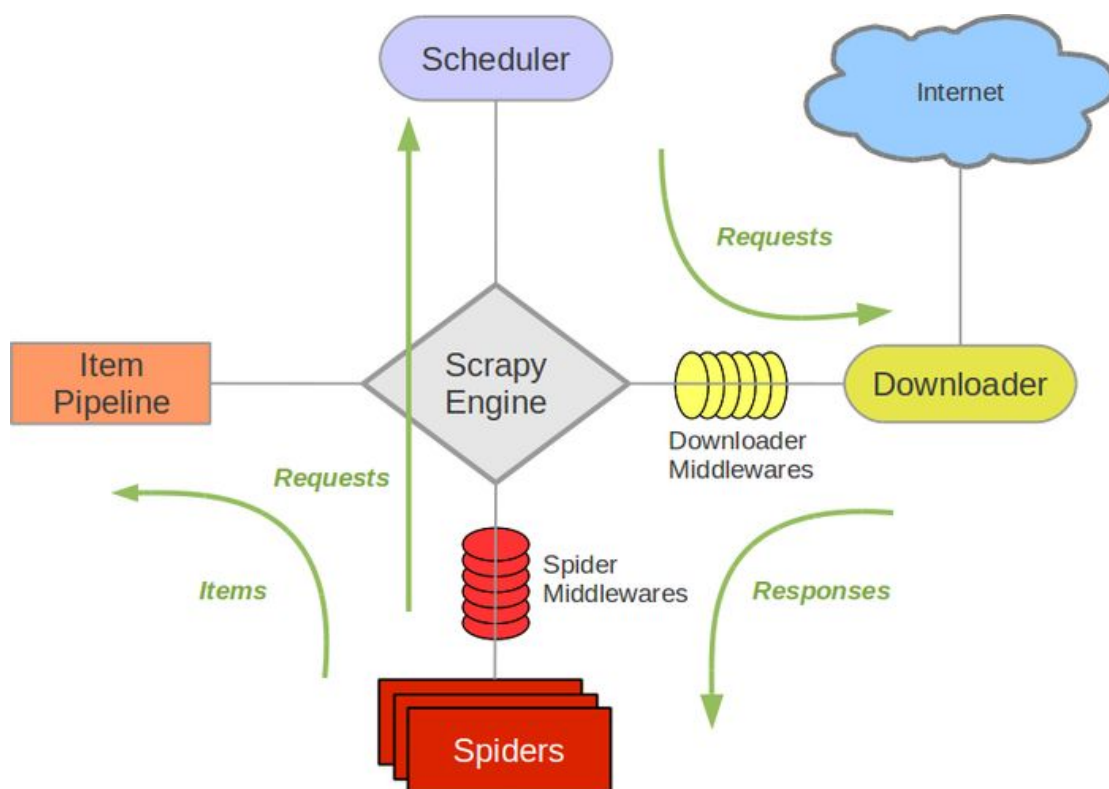 Scheduler
Internet
Requests
Item
Pipeline
Scrapy
Engine
Downloader
Downloader
Middlewares
Requests
Items
Spider
Middlewares
Responses
Spiders